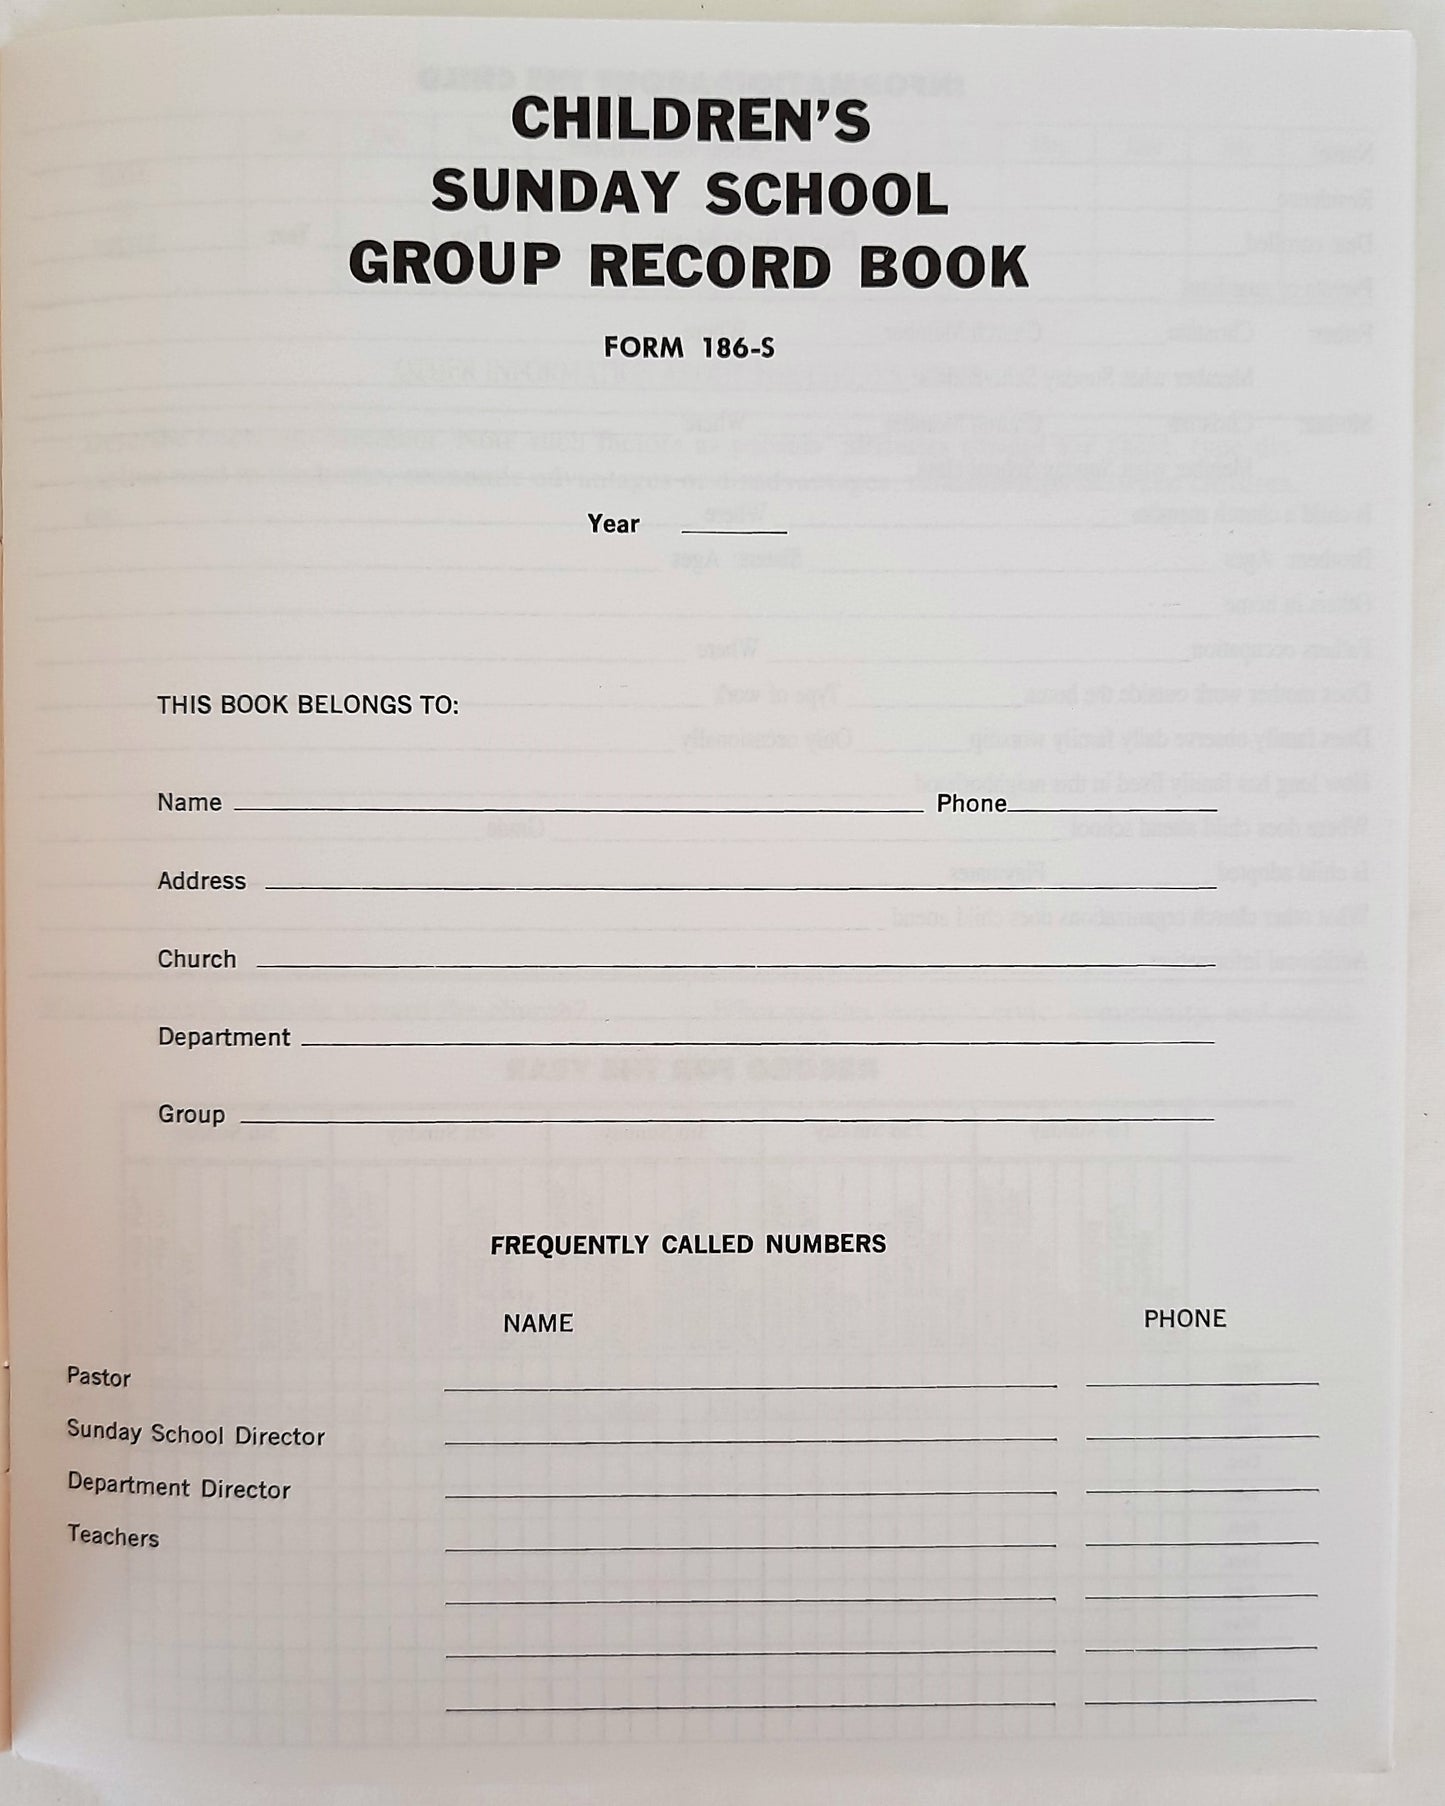 CHILDREN'S
SUNDAY SCHOOL
GROUP RECORD BOOK
FORM 186-S
Year
THIS BOOK BELONGS TO:
Name Phone
Address
Church
Department
Group
FREQUENTLY CALLED NUMBERS
NAME PHONE
Pastor
Sunday School Director
Department Director
Teachers